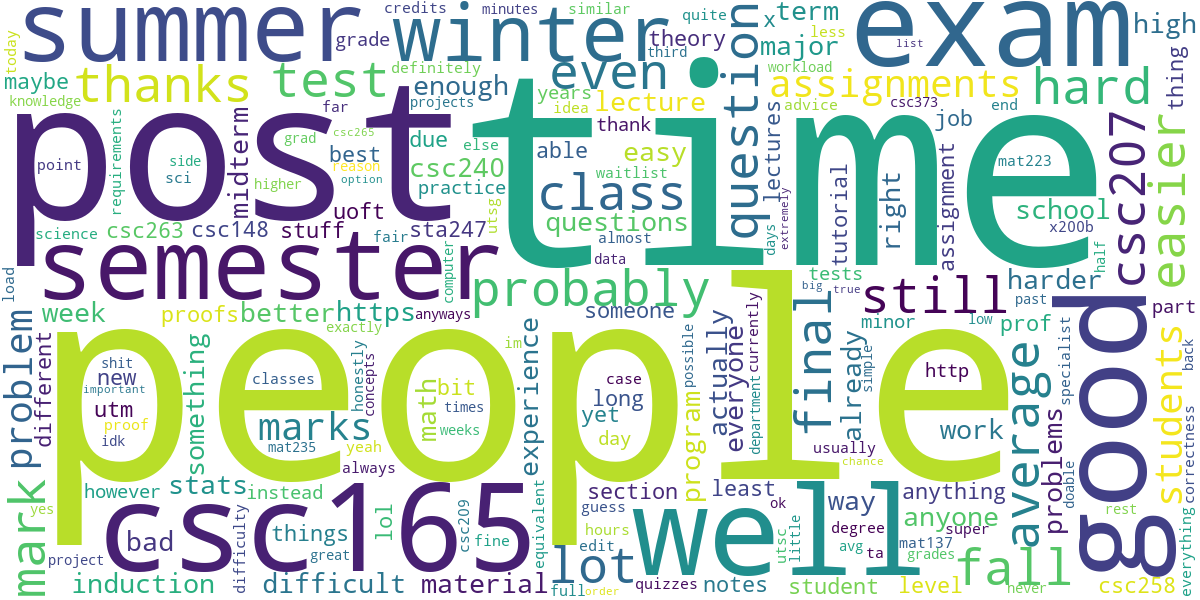 today
credits
minutes
similar
quite
x
term
exam
high
summer
grade
winter
theory
third
less
list
maybe
thanks
test
definitely
even
question
major
workload
assignments
hard
thing
knowledge
far
enough
projects
years
idea
lecture
advice
csc373
end
post
time
requirements
grad
csc265
due
else
thank
lectures
job
csc207
easier
point
side
sci
reason
option
best
csc240
able
easy
waitlist
tutorial
right
assignment
mat223
higher
midterm
practice
class
extremely
school
uoft
utsg
questions
x200b
science
csc263
csc148
stuff
fair
sta247
almost
days
half
semester
computer
data
load
probably
tests
big
true
still
harder
past
good
week
proofs
better
https
anyways
someone
minor
prof
low
part
problem
different
something
exactly
im
experience
possible
actually
everyone
currently
final
already
simple
average
specialist
students
back
shit
new
important
classes
honestly
concepts
math
bit
case
long
http
people
utm
proof
idk
marks
times
weeks
yet
day
program
department
work
problems
mat235
yeah
always
usually
chance
doable
correctness
mark
yes
however
stats
instead
lol
csc209
equivalent
section
least
way
anything
csc165
guess
ok
well
degree
anyone
super
rest
everything
project
bad
difficulty
things
great
fine
hours
edit
utsc
little
avg
ta
mat137
grades
induction
difficult
material
lot
full
order
quizzes
notes
student
level
never
fall
csc258